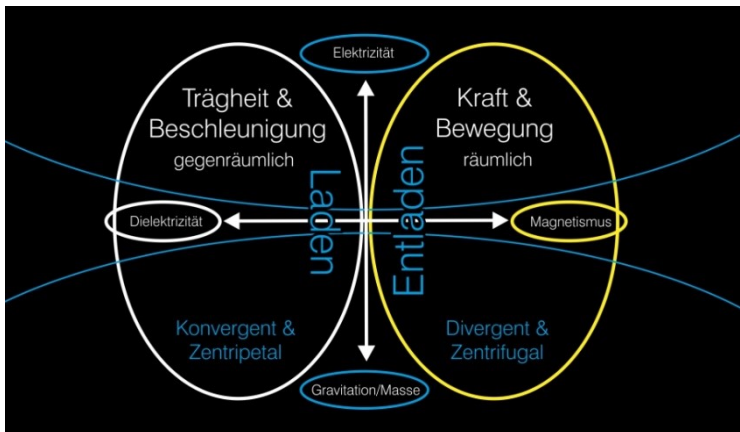 Elektrizität
Trägheit &
Beschleunigung
gegenräumlich
Kraft &
Bewegung
räumlich
Laden
Entladen
Dielektrizität
Magnetismus
Konvergent &
Zentripetal
Divergent &
Zentrifugal
Gravitation/Masse